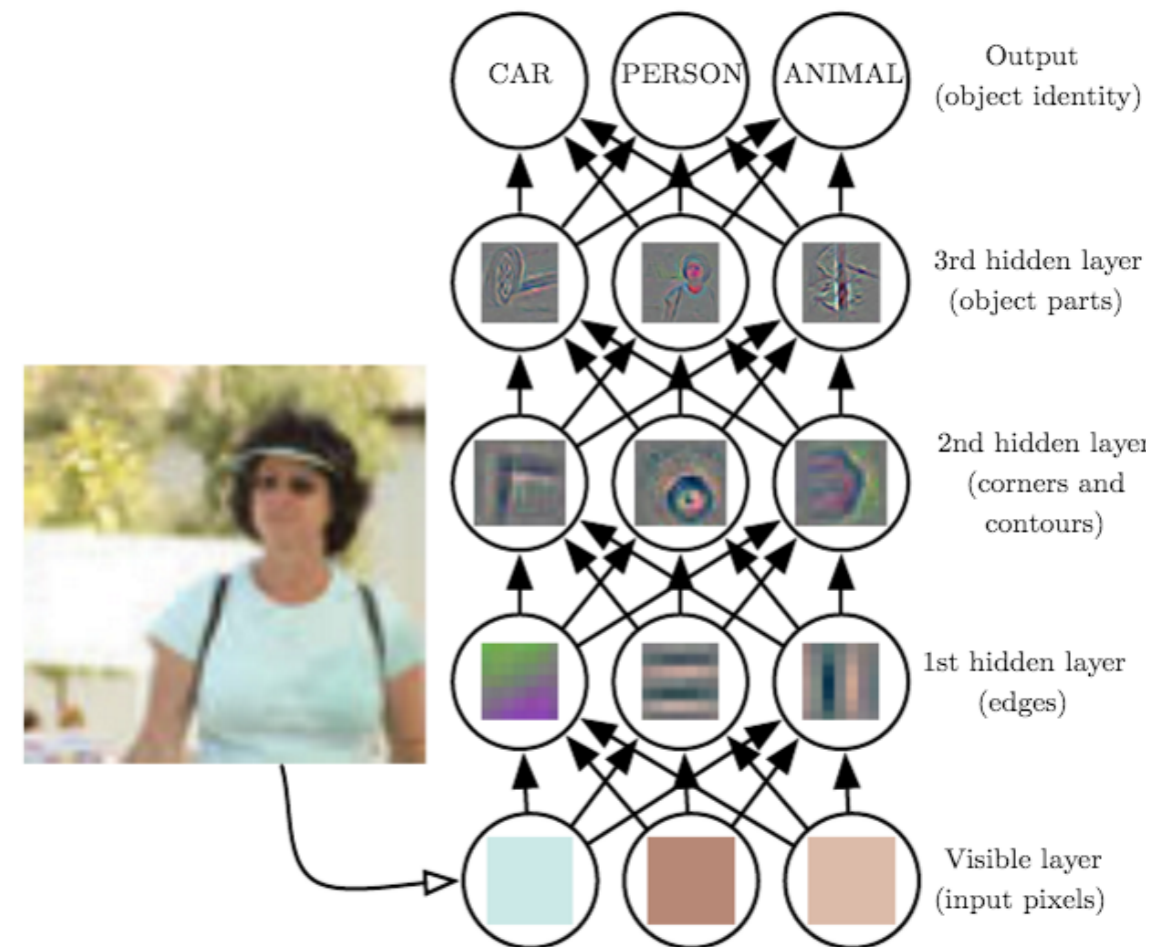 CAR
PERSON
ANIMAL
Output
(object identity)
3rd hidden layer
(object parts)
2nd hidden layer
(corners and
contours)
1st hidden layer
(edges)
Visible layer
(input pixels)